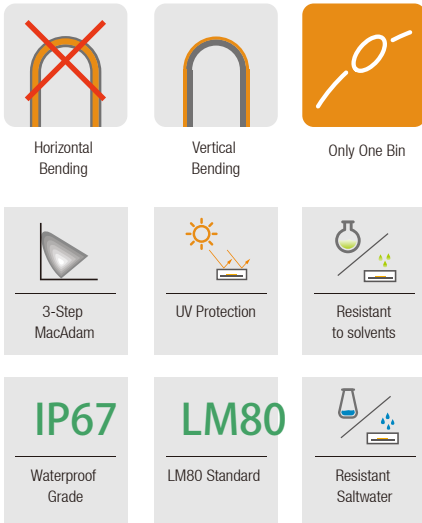 Horizontal
Bending
Vertical
Bending
Only One Bin
3-Step
MacAdam
UV Protection
Resistant
to solvents
IP67
Waterproof
Grade
LM80
LM80 Standard
Resistant
Saltwater